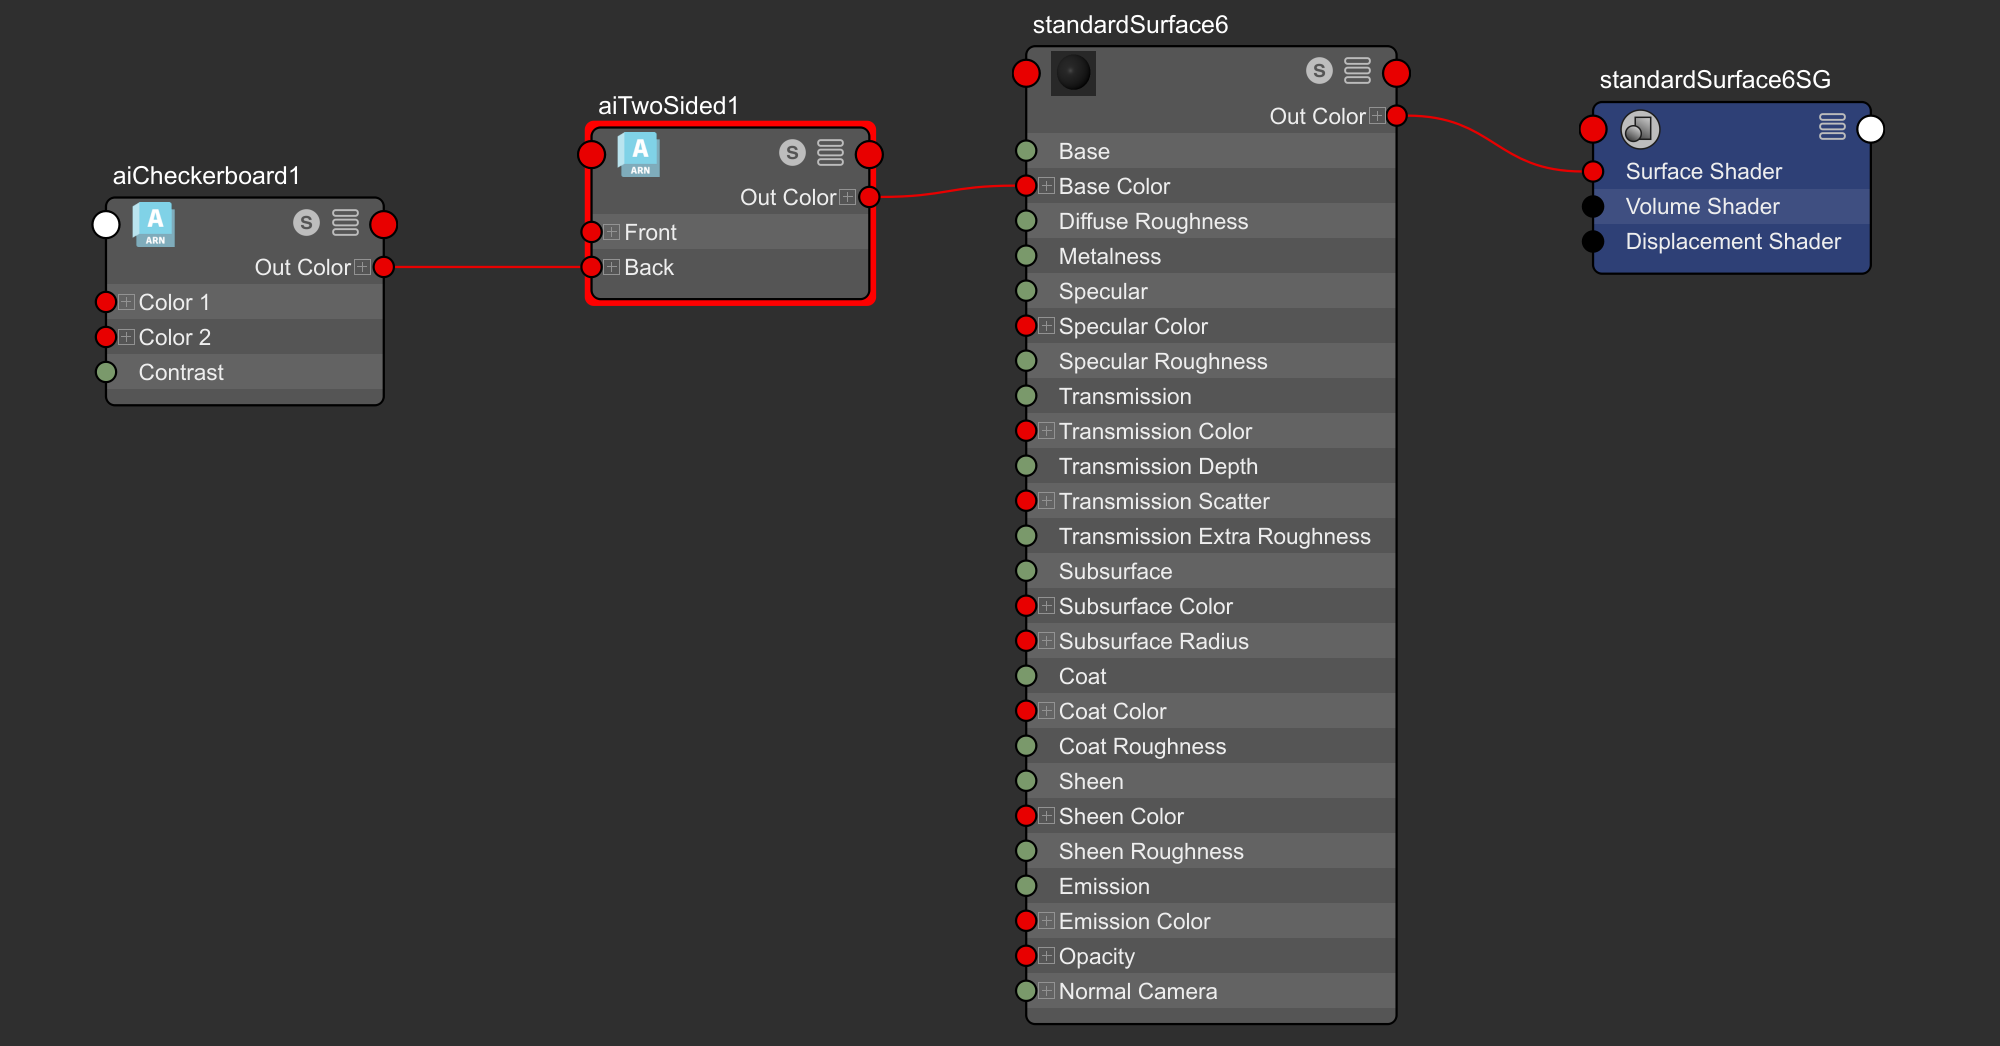 aiCheckerboard1
A
ARN
S
Out Color
Color 1
Color 2
Contrast
aiTwoSided1
A
ARN
S
Out Color
Front
Back
standardSurface6
S
Out Color
Base
Base Color
Diffuse Roughness
Metalness
Specular
Specular Color
Specular Roughness
Transmission
Transmission Color
Transmission Depth
Transmission Scatter
Transmission Extra Roughness
Subsurface
Subsurface Color
Subsurface Radius
Coat
Coat Color
Coat Roughness
Sheen
Sheen Color
Sheen Roughness
Emission
Emission Color
Opacity
Normal Camera
standardSurface6SG
Surface Shader
Volume Shader
Displacement Shader